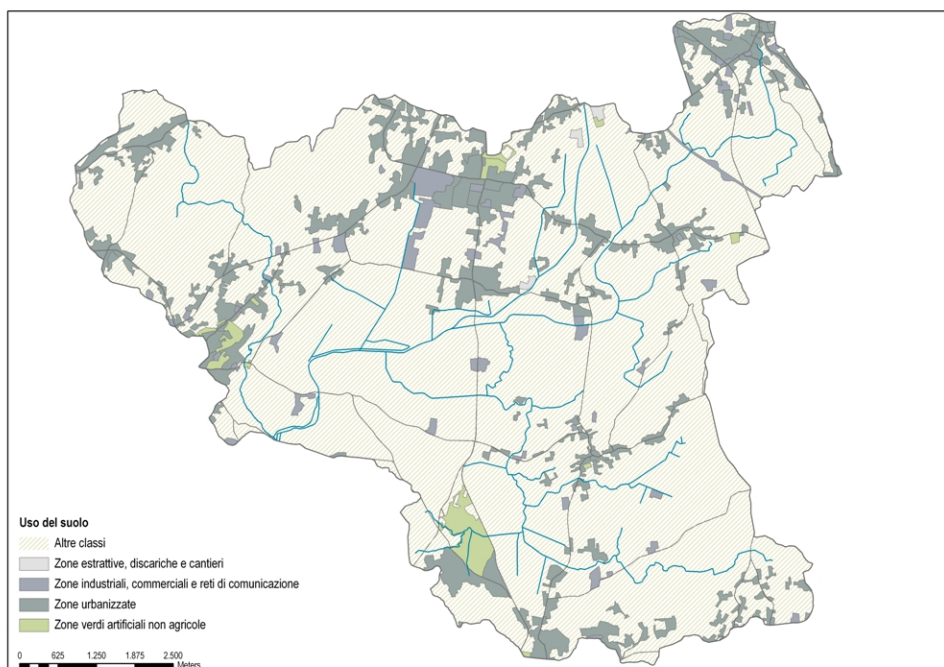 Uso del suolo
Altre classi
Zone estrattive, discariche e cantieri
Zone industriali, commerciali e reti di comunicazione
Zone urbanizzate
Zone verdi artificiali non agricole
0 625 1.250 1.875 2.500
Meters